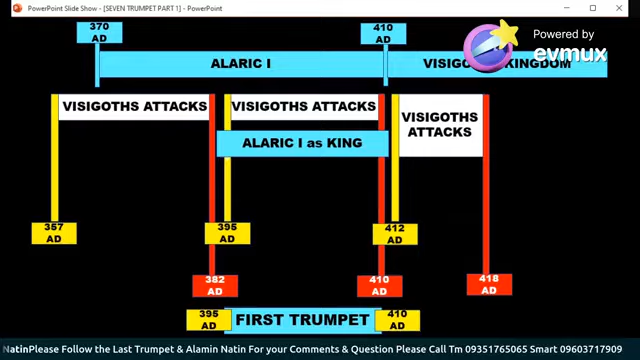 PowerPoint Slide Show - [SEVEN TRUMPET PART 1] - PowerPoint
370
AD
410
AD
Powered by
evmux
ALARIC I
KINGDOM
VISIGOTHS ATTACKS
VISIGOTHS ATTACKS
VISIGOTHS
ATTACKS
ALARIC I as KING
357
AD
395
AD
412
AD
382
AD
410
AD
418
AD
395
AD
FIRST TRUMPET
410
AD
NatinPlease Follow the Last Trumpet & Alamin Natin For your Comments & Question Please Call Tm 09351765065 Smart 09603717909